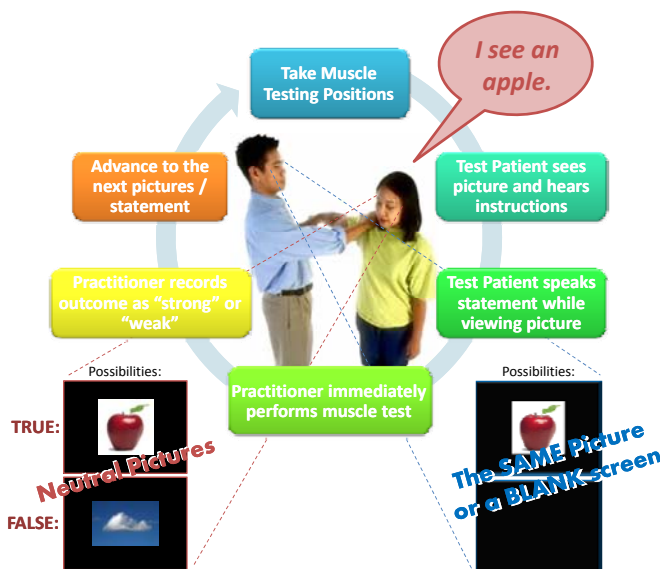 I see an
apple.
Take Muscle
Testing Positions
Advance to the
next pictures /
statement
Test Patient sees
picture and hears
instructions
Practitioner records
outcome as “strong” or
“weak”
Test Patient speaks
statement while
viewing picture
Practitioner immediately
performs muscle test
Possibilities:
TRUE:
Neutral Pictures
FALSE:
Possibilities:
The SAME Picture
or a BLANK screen